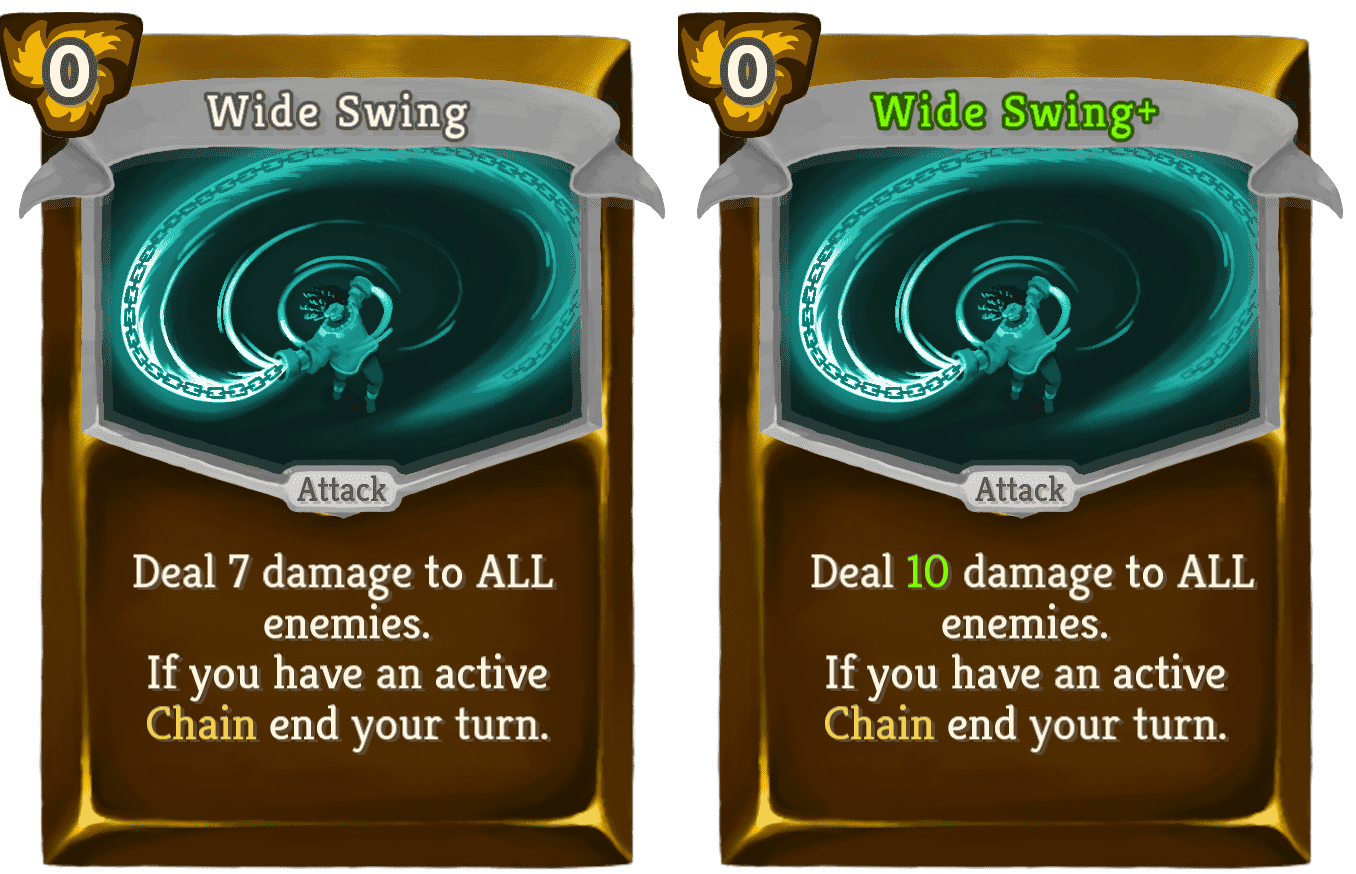 0
Wide Swing
Attack
Deal 7 damage to ALL
enemies.
If you have an active
Chain end your turn.
0
Wide Swing+
Attack
Deal 10 damage to ALL
enemies.
If you have an active
Chain end your turn.